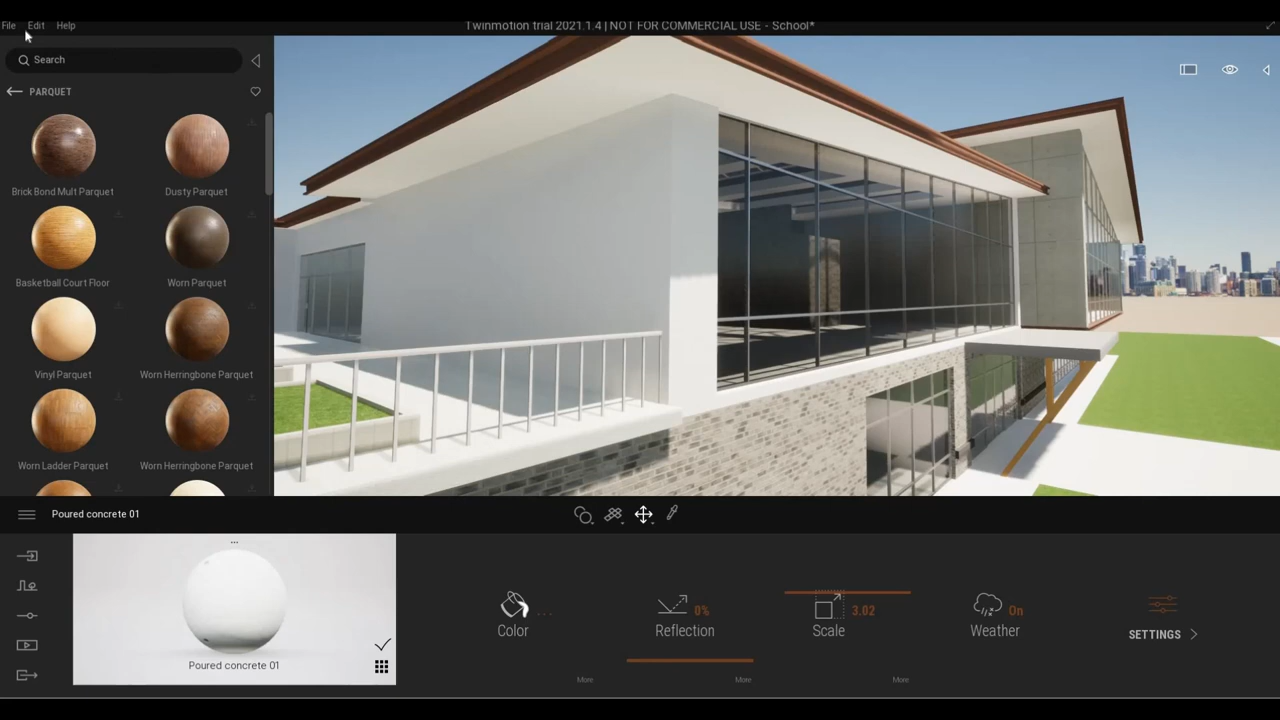 File Edit Help
Twinmotion trial 2021.1.4 | NOT FOR COMMERCIAL USE - School*
Search
PARQUET
Brick Bond Mult Parquet
Dusty Parquet
Basketball Court Floor
Worn Parquet
Vinyl Parquet
Worn Herringbone Parquet
Worn Ladder Parquet
Worn Herringbone Parquet
Poured concrete 01
...
Poured concrete 01
Color ...
Reflection 0%
Scale 3.02
Weather On
SETTINGS
More
More
More